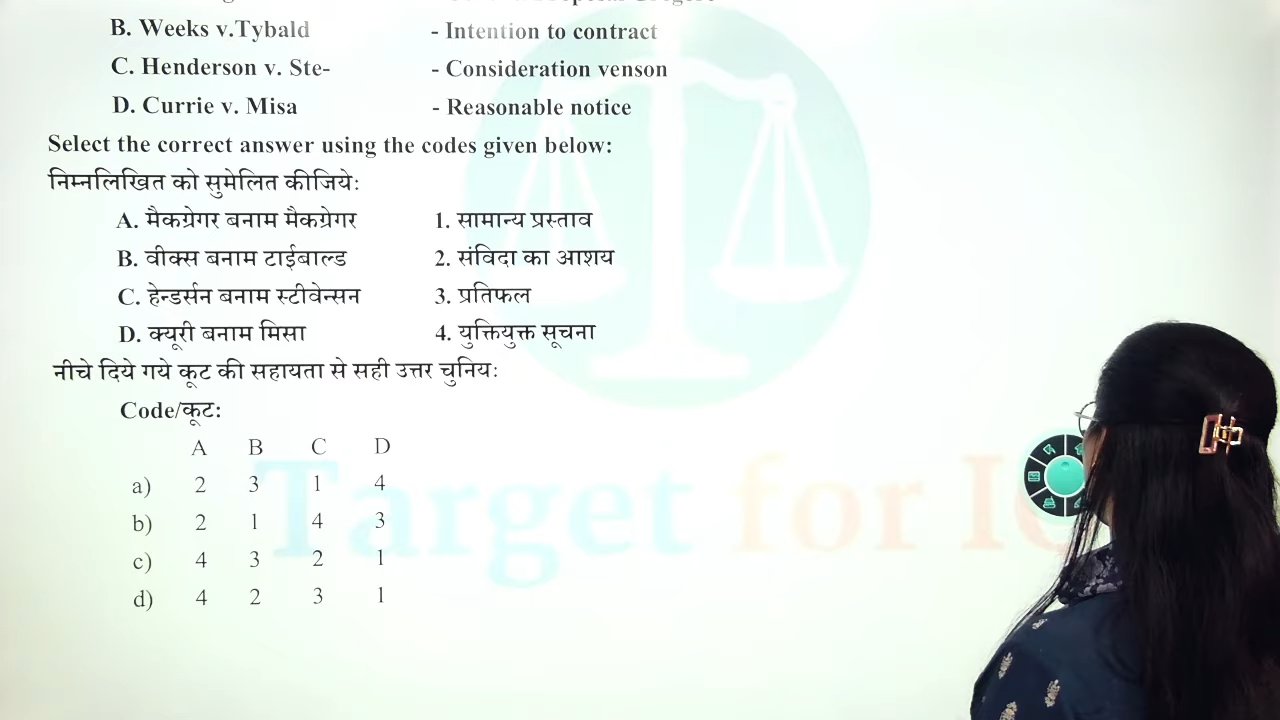 B. Weeks v.Tybald - Intention to contract
C. Henderson v. Ste- - Consideration venson
D. Currie v. Misa - Reasonable notice
Select the correct answer using the codes given below:
निम्नलिखित को सुमेलित कीजिये:
A. मैकग्रेगर बनाम मैकग्रेगर 1. सामान्य प्रस्ताव
B. वीक्स बनाम टाईबाल्ड 2. संविदा का आशय
C. हेन्डर्सन बनाम स्टीवेन्सन 3. प्रतिफल
D. क्यूरी बनाम मिसा 4. युक्तियुक्त सूचना
नीचे दिये गये कूट की सहायता से सही उत्तर चुनिय:
Code/कूट:
A B C D
a) 2 3 1 4
b) 2 1 4 3
c) 4 3 2 1
d) 4 2 3 1
Target for